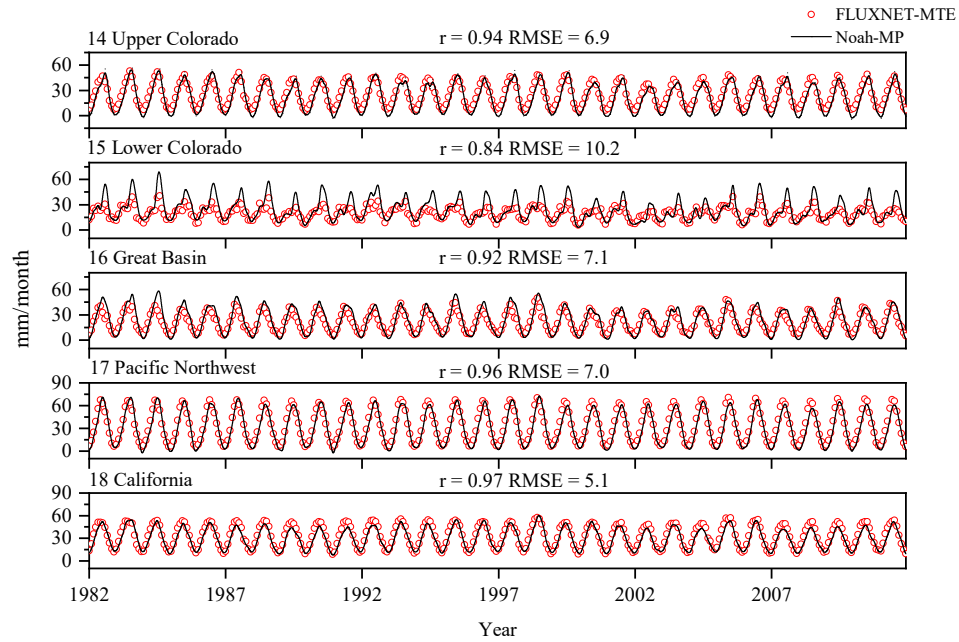 FLUXNET-MTE
14 Upper Colorado r = 0.94 RMSE = 6.9 Noah-MP
60
30
0
15 Lower Colorado r = 0.84 RMSE = 10.2
60
30
0
16 Great Basin r = 0.92 RMSE = 7.1
90
60
30
0
mm/month
17 Pacific Northwest r = 0.96 RMSE = 7.0
90
60
30
0
18 California r = 0.97 RMSE = 5.1
90
60
30
0
1982 1987 1992 1997 2002 2007
Year